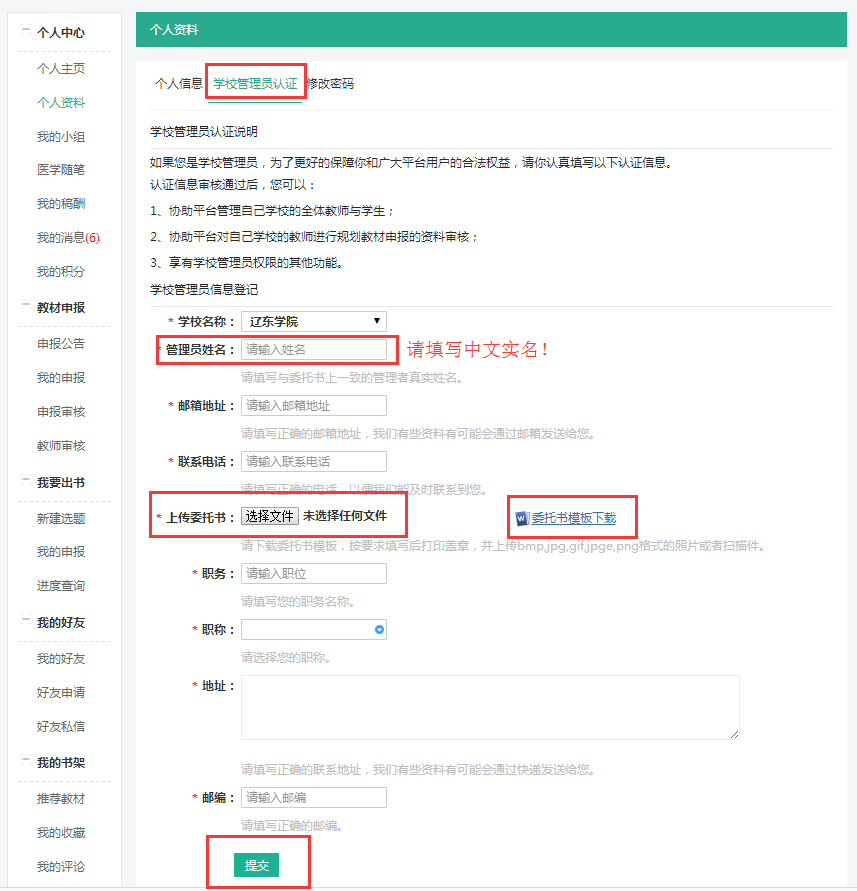 个人中心
个人主页
个人资料
我的小组
医学随笔
我的稿酬
我的消息(6)
我的积分
教材申报
申报公告
我的申报
申报审核
教师审核
我要出书
新建选题
我的申报
进度查询
我的好友
我的好友
好友申请
好友私信
我的书架
推荐教材
我的收藏
我的评论
个人资料
个人信息 学校管理员认证 修改密码
学校管理员认证说明
如果您是学校管理员，为了更好的保障你和广大平台用户的合法权益，请你认真填写以下认证信息。
认证信息审核通过后，您可以：
1、协助平台管理自己学校的全体教师与学生；
2、协助平台对自己学校的教师进行规划教材申报的资料审核；
3、享有学校管理员权限的其他功能。
学校管理员信息登记
* 学校名称： 辽东学院
* 管理员姓名： 请输入姓名 请填写中文实名！
请填写与委托书上一致的管理者真实姓名。
* 邮箱地址： 请输入邮箱地址
请填写正确的邮箱地址，我们有些资料有可能会通过邮箱发送给您。
* 联系电话： 请输入联系电话
请填写正确的电话，以便我们能及时联系到您。
* 上传委托书： 选择文件 未选择任何文件 委托书模板下载
请下载委托书模板，按要求填写后打印盖章，并上传bmp,jpg,gif,jpge,png格式的照片或者扫描件。
* 职务： 请输入职位
请填写您的职务名称。
* 职称：
请选择您的职称。
* 地址：
请填写正确的联系地址，我们有些资料有可能会通过快递发送给您。
* 邮编： 请输入邮编
请填写正确的邮编。
提交